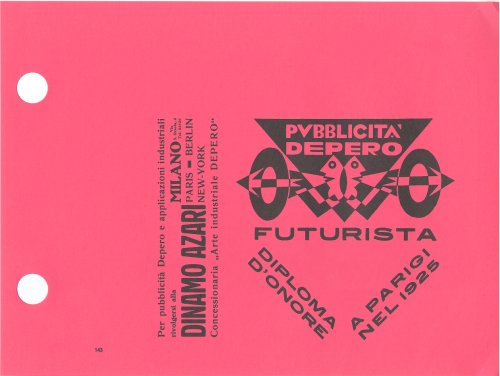 PVBBLICITÀ
DEPERO
FUTURISTA
DIPLOMA
D'ONORE
A PARIGI
NEL 1925
Per pubblicità Depero e applicazioni industriali
rivolgersi alla
DINAMO AZARI
MILANO
PARIS - BERLIN
NEW-YORK
Concessionaria „Arte industriale DEPERO"
143